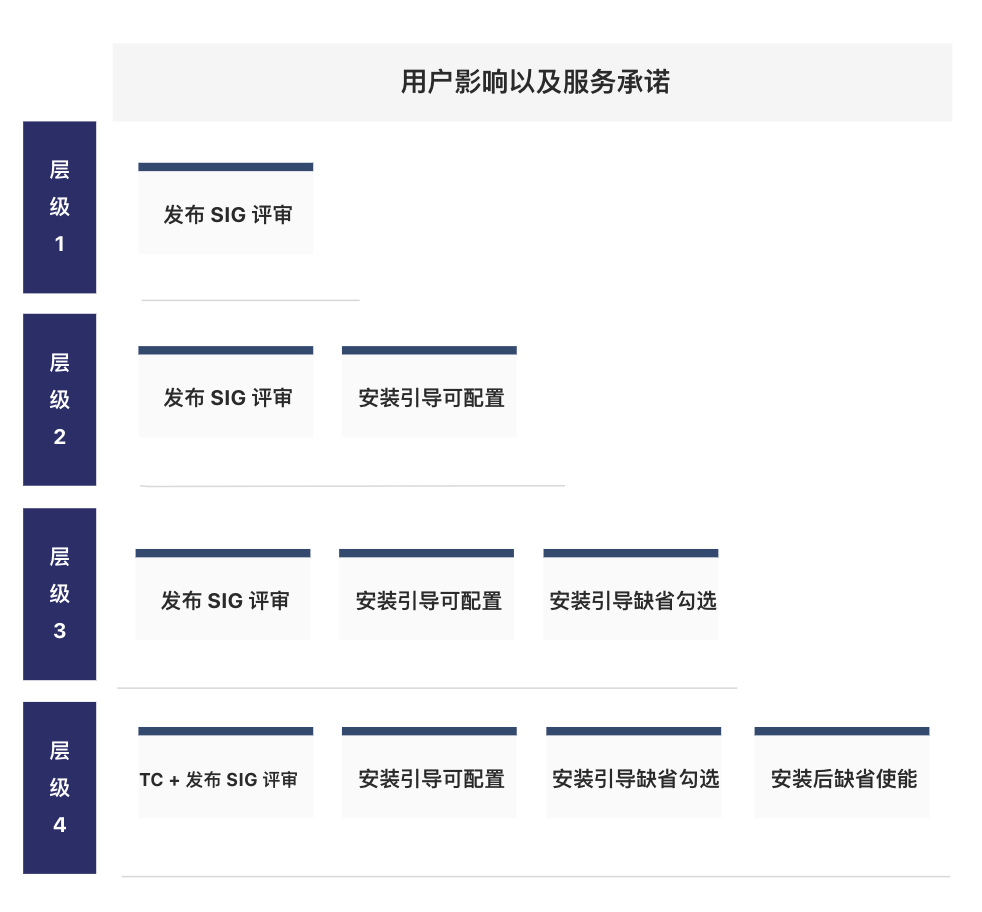 用户影响以及服务承诺
层
级
1
发布 SIG 评审
层
级
2
发布 SIG 评审
安装引导可配置
层
级
3
发布 SIG 评审
安装引导可配置
安装引导缺省勾选
层
级
4
TC + 发布 SIG 评审
安装引导可配置
安装引导缺省勾选
安装后缺省使能